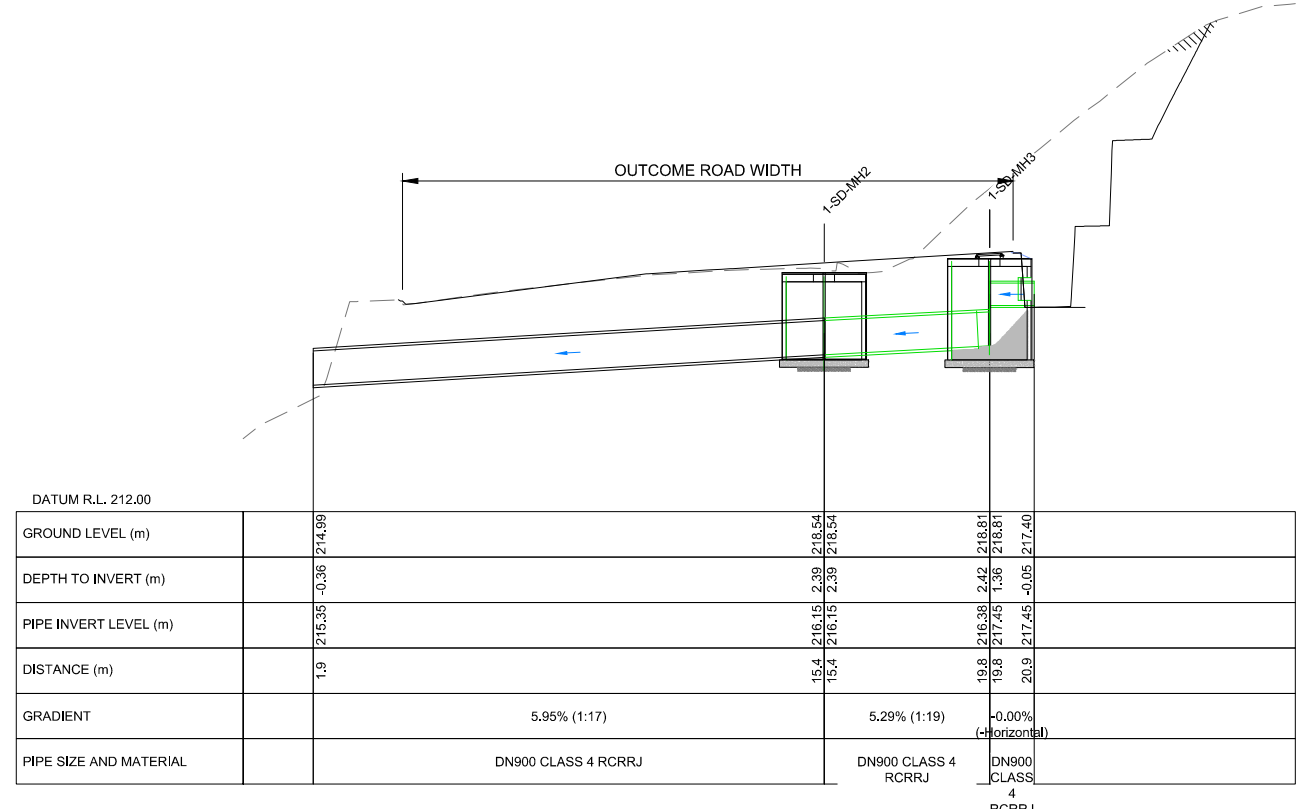 OUTCOME ROAD WIDTH
1-SD-MH2
1-SD-MH3
DATUM R.L. 212.00
GROUND LEVEL (m) 214.99 218.54 218.54 218.81 218.81 217.40
DEPTH TO INVERT (m) -0.36 2.39 2.39 2.42 1.36 -0.05
PIPE INVERT LEVEL (m) 215.35 216.15 216.15 216.38 217.45 217.45
DISTANCE (m) 1.9 15.4 15.4 19.8 19.8 20.9
GRADIENT 5.95% (1:17) 5.29% (1:19) -0.00%
(-Horizontal)
PIPE SIZE AND MATERIAL DN900 CLASS 4 RCRRJ DN900 CLASS 4 DN900
RCRRJ CLASS
4
RCRRJ